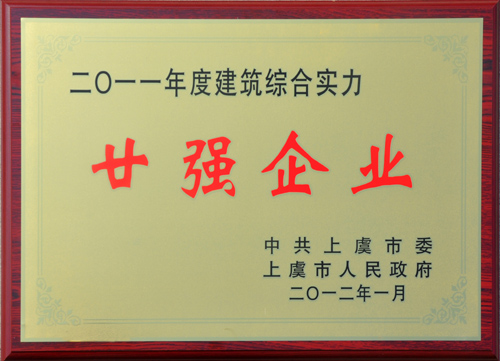 二〇一一年度建筑综合实力
廿强企业
中共上虞市委
上虞市人民政府
二〇一二年一月